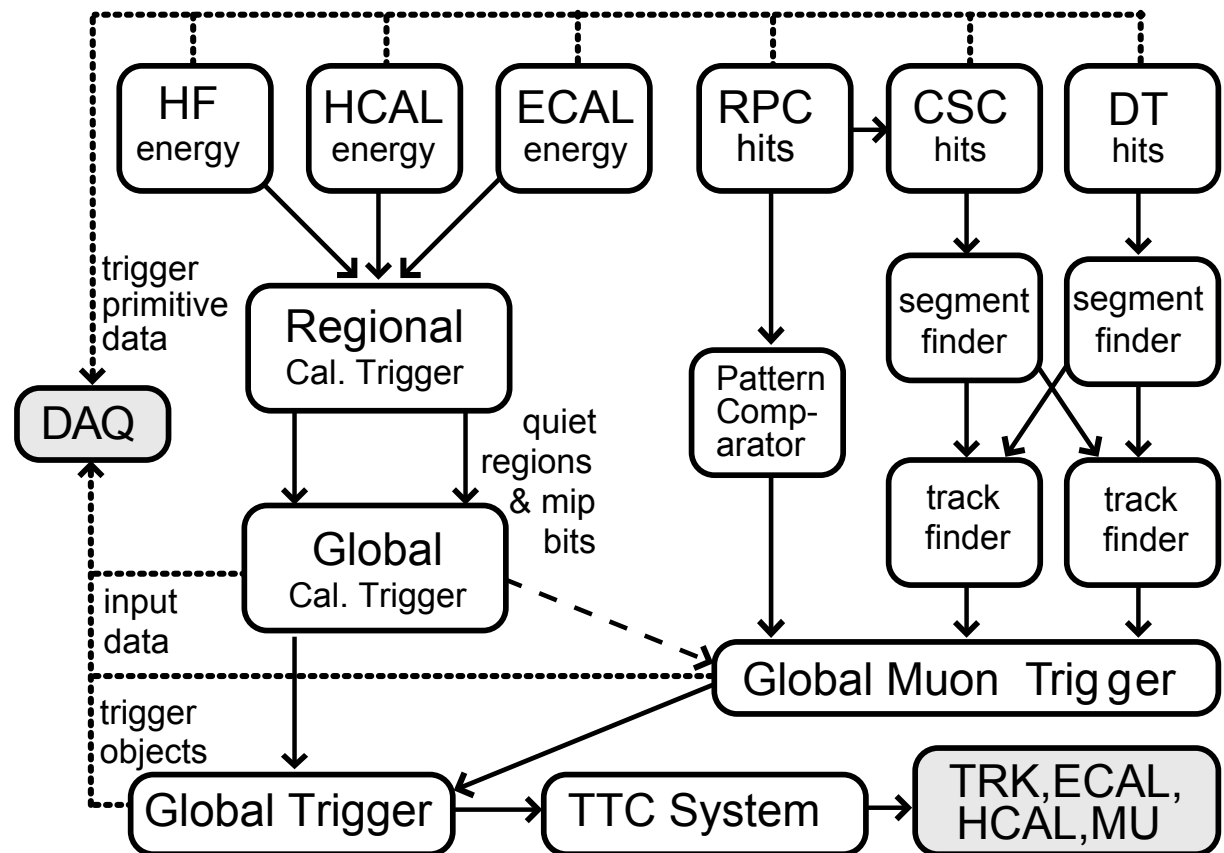 HF
energy
HCAL
energy
ECAL
energy
RPC
hits
CSC
hits
DT
hits
trigger
primitive
data
Regional
Cal. Trigger
segment
finder
segment
finder
Pattern
Comp-
arator
DAQ
quiet
regions
& mip
bits
track
finder
track
finder
Global
Cal. Trigger
input
data
Global Muon Trigger
trigger
objects
Global Trigger
TTC System
TRK,ECAL,
HCAL,MU